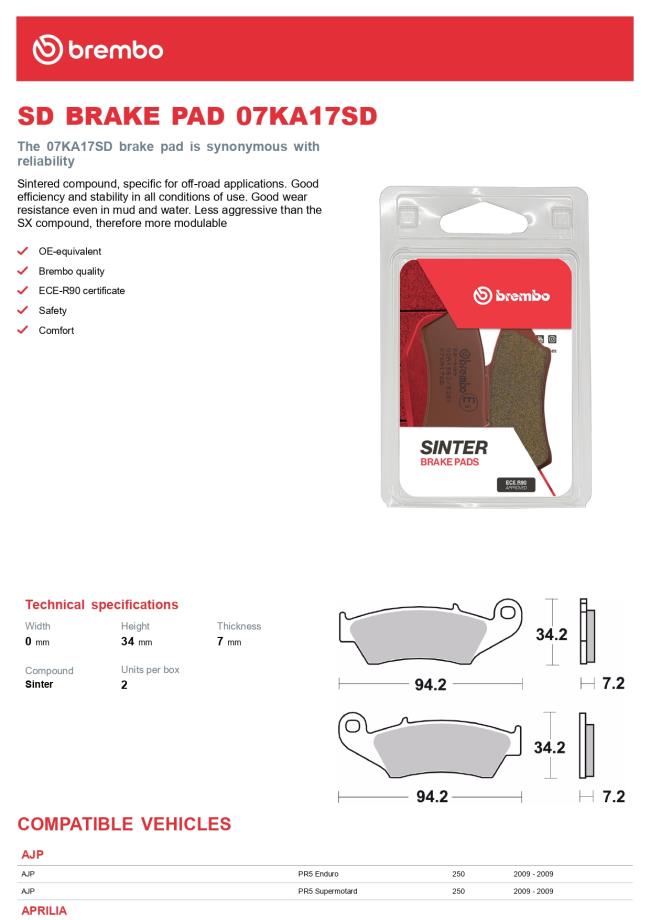 brembo
SD BRAKE PAD 07KA17SD
The 07KA17SD brake pad is synonymous with
reliability
Sintered compound, specific for off-road applications. Good
efficiency and stability in all conditions of use. Good wear
resistance even in mud and water. Less aggressive than the
SX compound, therefore more modulable
OE-equivalent
Brembo quality
ECE-R90 certificate
Safety
Comfort
brembo
brembo
SINTER
BRAKE PADS
ECE R90
APPROVED
Technical specifications
Width
Height
Thickness
0 mm
34 mm
7 mm
Compound
Units per box
Sinter
2
34.2
94.2
7.2
34.2
94.2
7.2
COMPATIBLE VEHICLES
AJP
AJP PR5 Enduro 250 2009 - 2009
AJP PR5 Supermotard 250 2009 - 2009
APRILIA